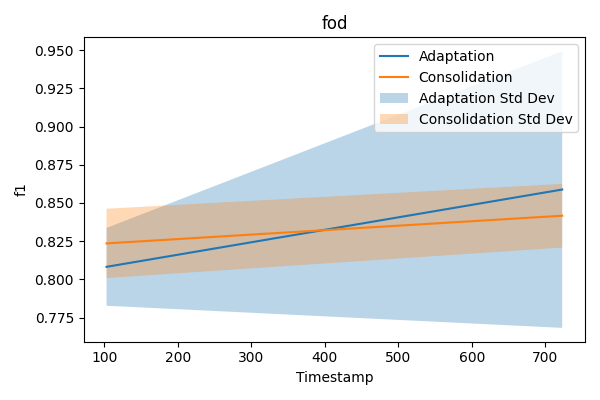 fod
f1
0.950
0.925
0.900
0.875
0.850
0.825
0.800
0.775
Adaptation
Consolidation
Adaptation Std Dev
Consolidation Std Dev
100 200 300 400 500 600 700
Timestamp